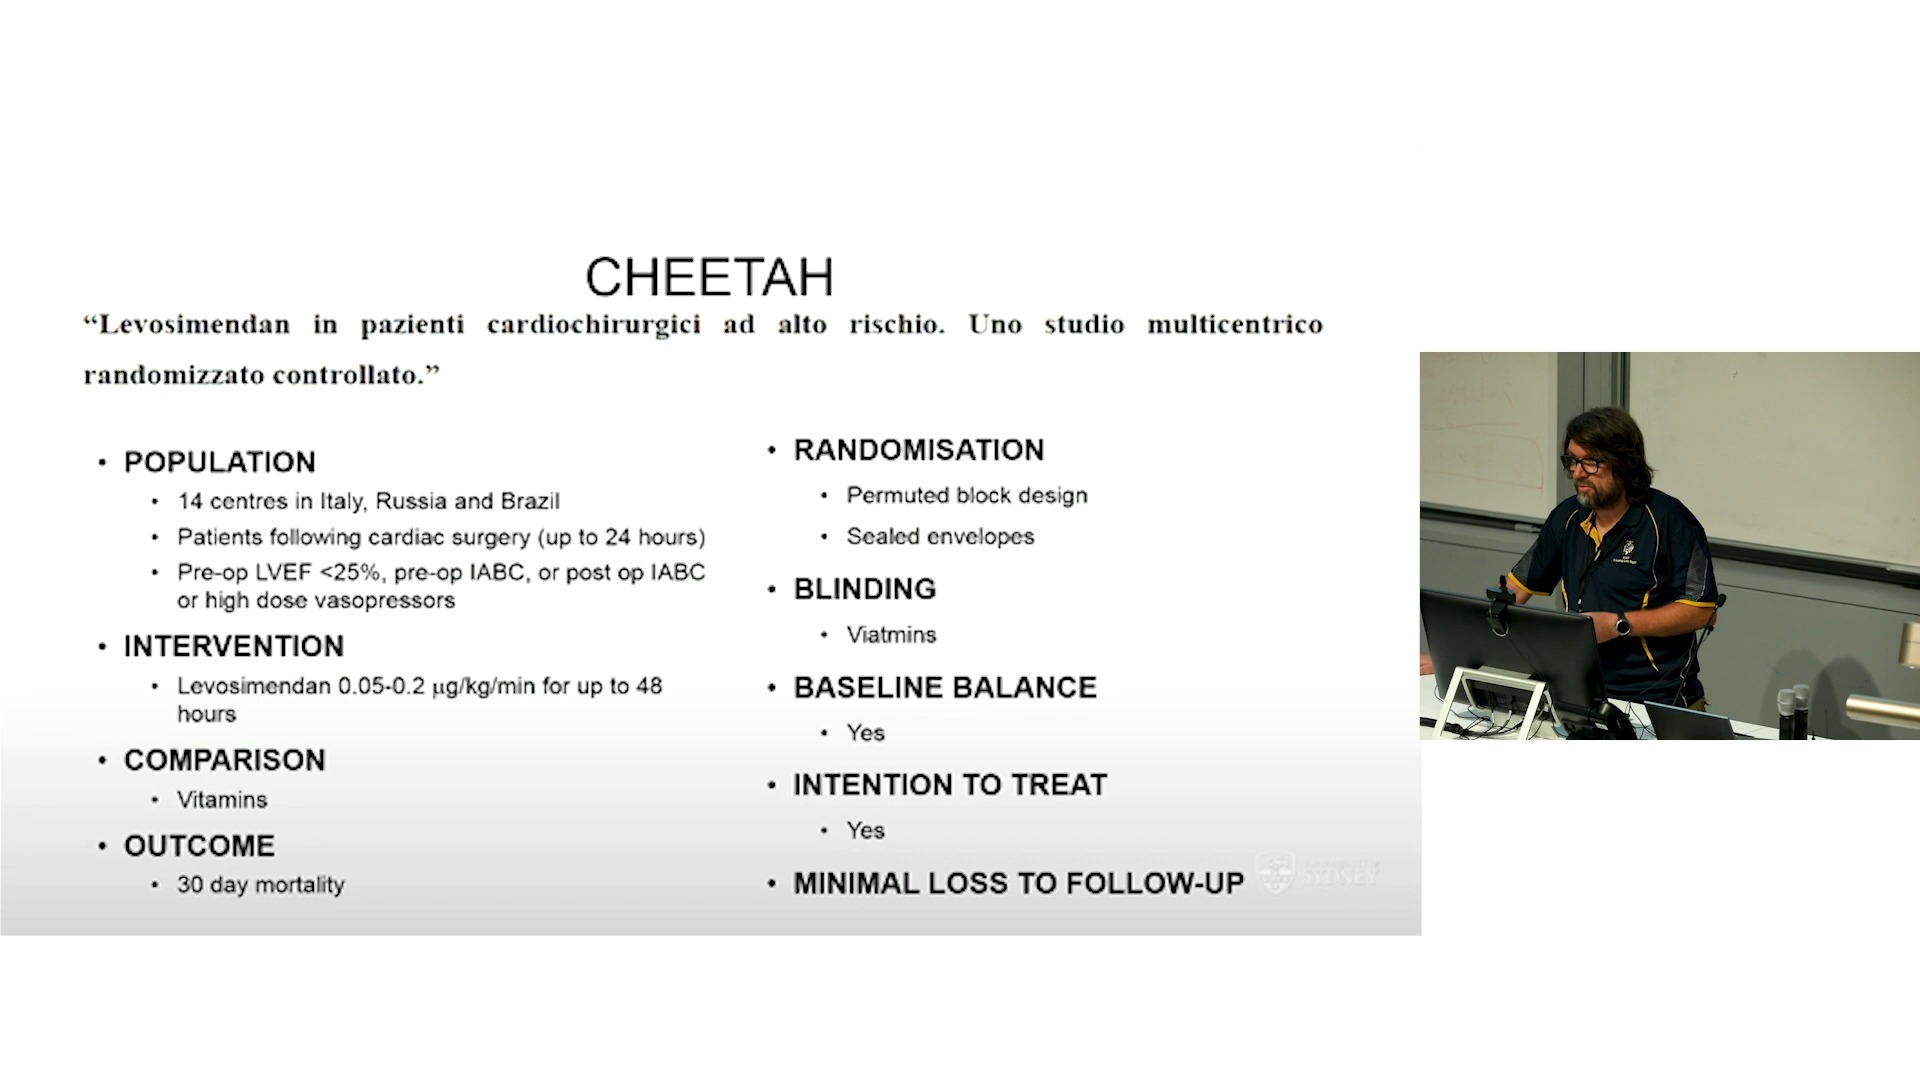 CHEETAH
“Levosimendan in pazienti cardiochirurgici ad alto rischio. Uno studio multicentrico
randomizzato controllato.”
• POPULATION
• 14 centres in Italy, Russia and Brazil
• Patients following cardiac surgery (up to 24 hours)
• Pre-op LVEF <25%, pre-op IABC, or post op IABC
or high dose vasopressors
• INTERVENTION
• Levosimendan 0.05-0.2 µg/kg/min for up to 48
hours
• COMPARISON
• Vitamins
• OUTCOME
• 30 day mortality
• RANDOMISATION
• Permuted block design
• Sealed envelopes
• BLINDING
• Viatmins
• BASELINE BALANCE
• Yes
• INTENTION TO TREAT
• Yes
• MINIMAL LOSS TO FOLLOW-UP
SYDNEY